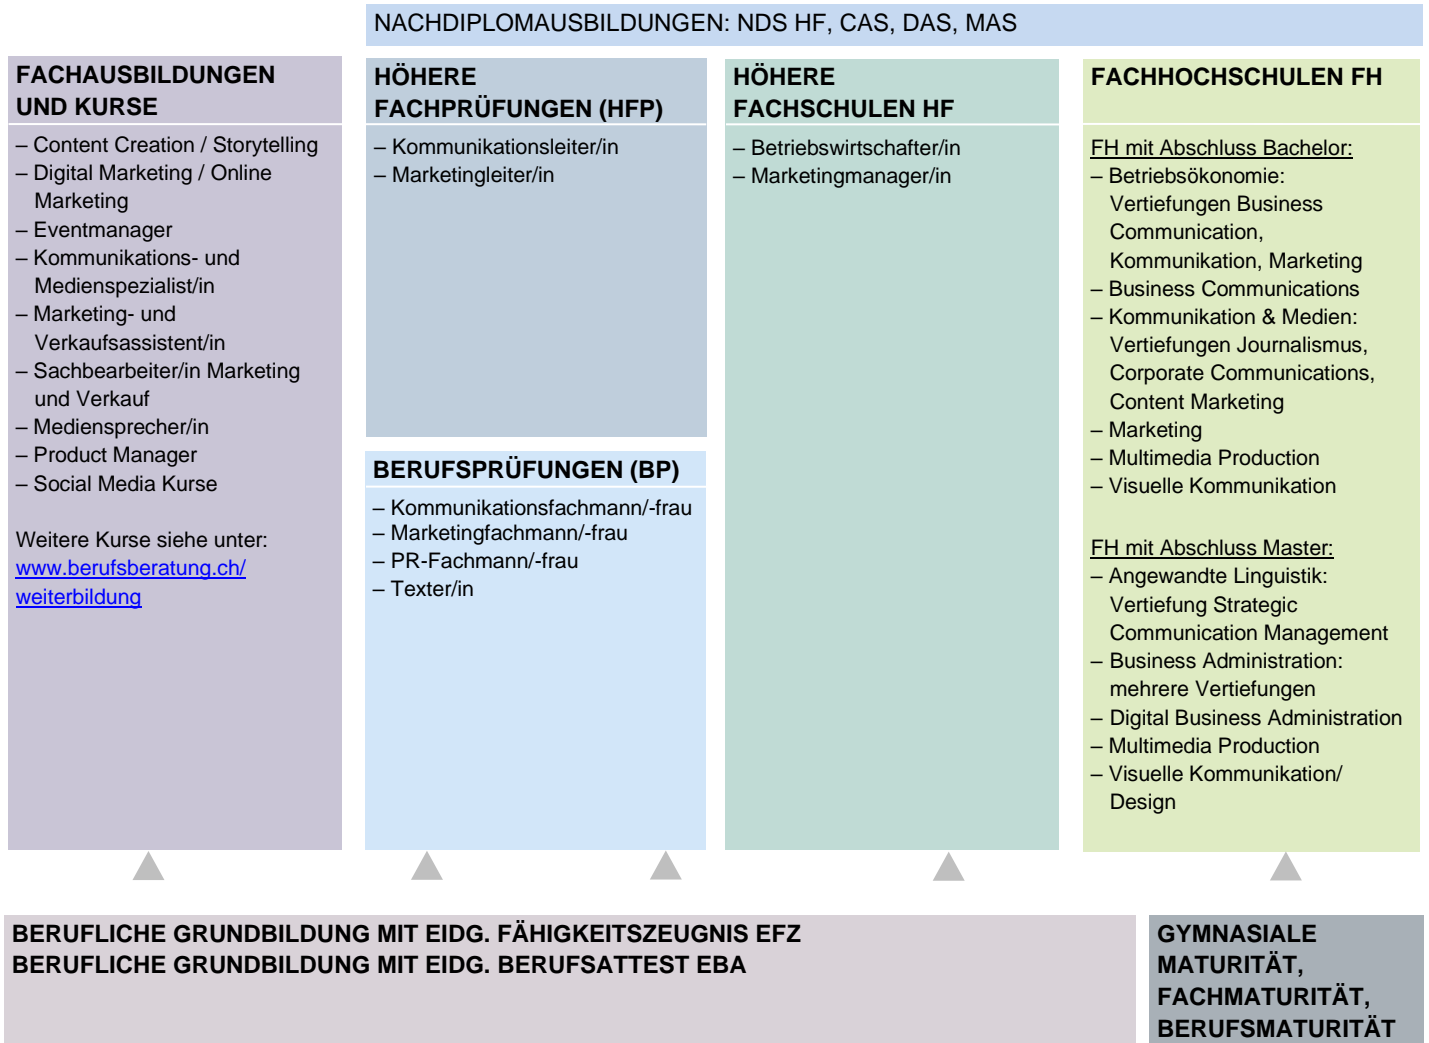 NACHDIPLOMAUSBILDUNGEN: NDS HF, CAS, DAS, MAS
FACHAUSBILDUNGEN
UND KURSE
– Content Creation / Storytelling
– Digital Marketing / Online
Marketing
– Eventmanager
– Kommunikations- und
Medienspezialist/in
– Marketing- und
Verkaufsassistent/in
– Sachbearbeiter/in Marketing
und Verkauf
– Mediensprecher/in
– Product Manager
– Social Media Kurse
Weitere Kurse siehe unter:
www.berufsberatung.ch/
weiterbildung
HÖHERE
FACHPRÜFUNGEN (HFP)
– Kommunikationsleiter/in
– Marketingleiter/in
BERUFSPRÜFUNGEN (BP)
– Kommunikationsfachmann/-frau
– Marketingfachmann/-frau
– PR-Fachmann/-frau
– Texter/in
HÖHERE
FACHSCHULEN HF
– Betriebswirtschafter/in
– Marketingmanager/in
FACHHOCHSCHULEN FH
FH mit Abschluss Bachelor:
– Betriebsökonomie:
Vertiefungen Business
Communication,
Kommunikation, Marketing
– Business Communications
– Kommunikation & Medien:
Vertiefungen Journalismus,
Corporate Communications,
Content Marketing
– Marketing
– Multimedia Production
– Visuelle Kommunikation
FH mit Abschluss Master:
– Angewandte Linguistik:
Vertiefung Strategic
Communication Management
– Business Administration:
mehrere Vertiefungen
– Digital Business Administration
– Multimedia Production
– Visuelle Kommunikation/
Design
BERUFLICHE GRUNDBILDUNG MIT EIDG. FÄHIGKEITSZEUGNIS EFZ
BERUFLICHE GRUNDBILDUNG MIT EIDG. BERUFSATTEST EBA
GYMNASIALE
MATURITÄT,
FACHMATURITÄT,
BERUFSMATURITÄT